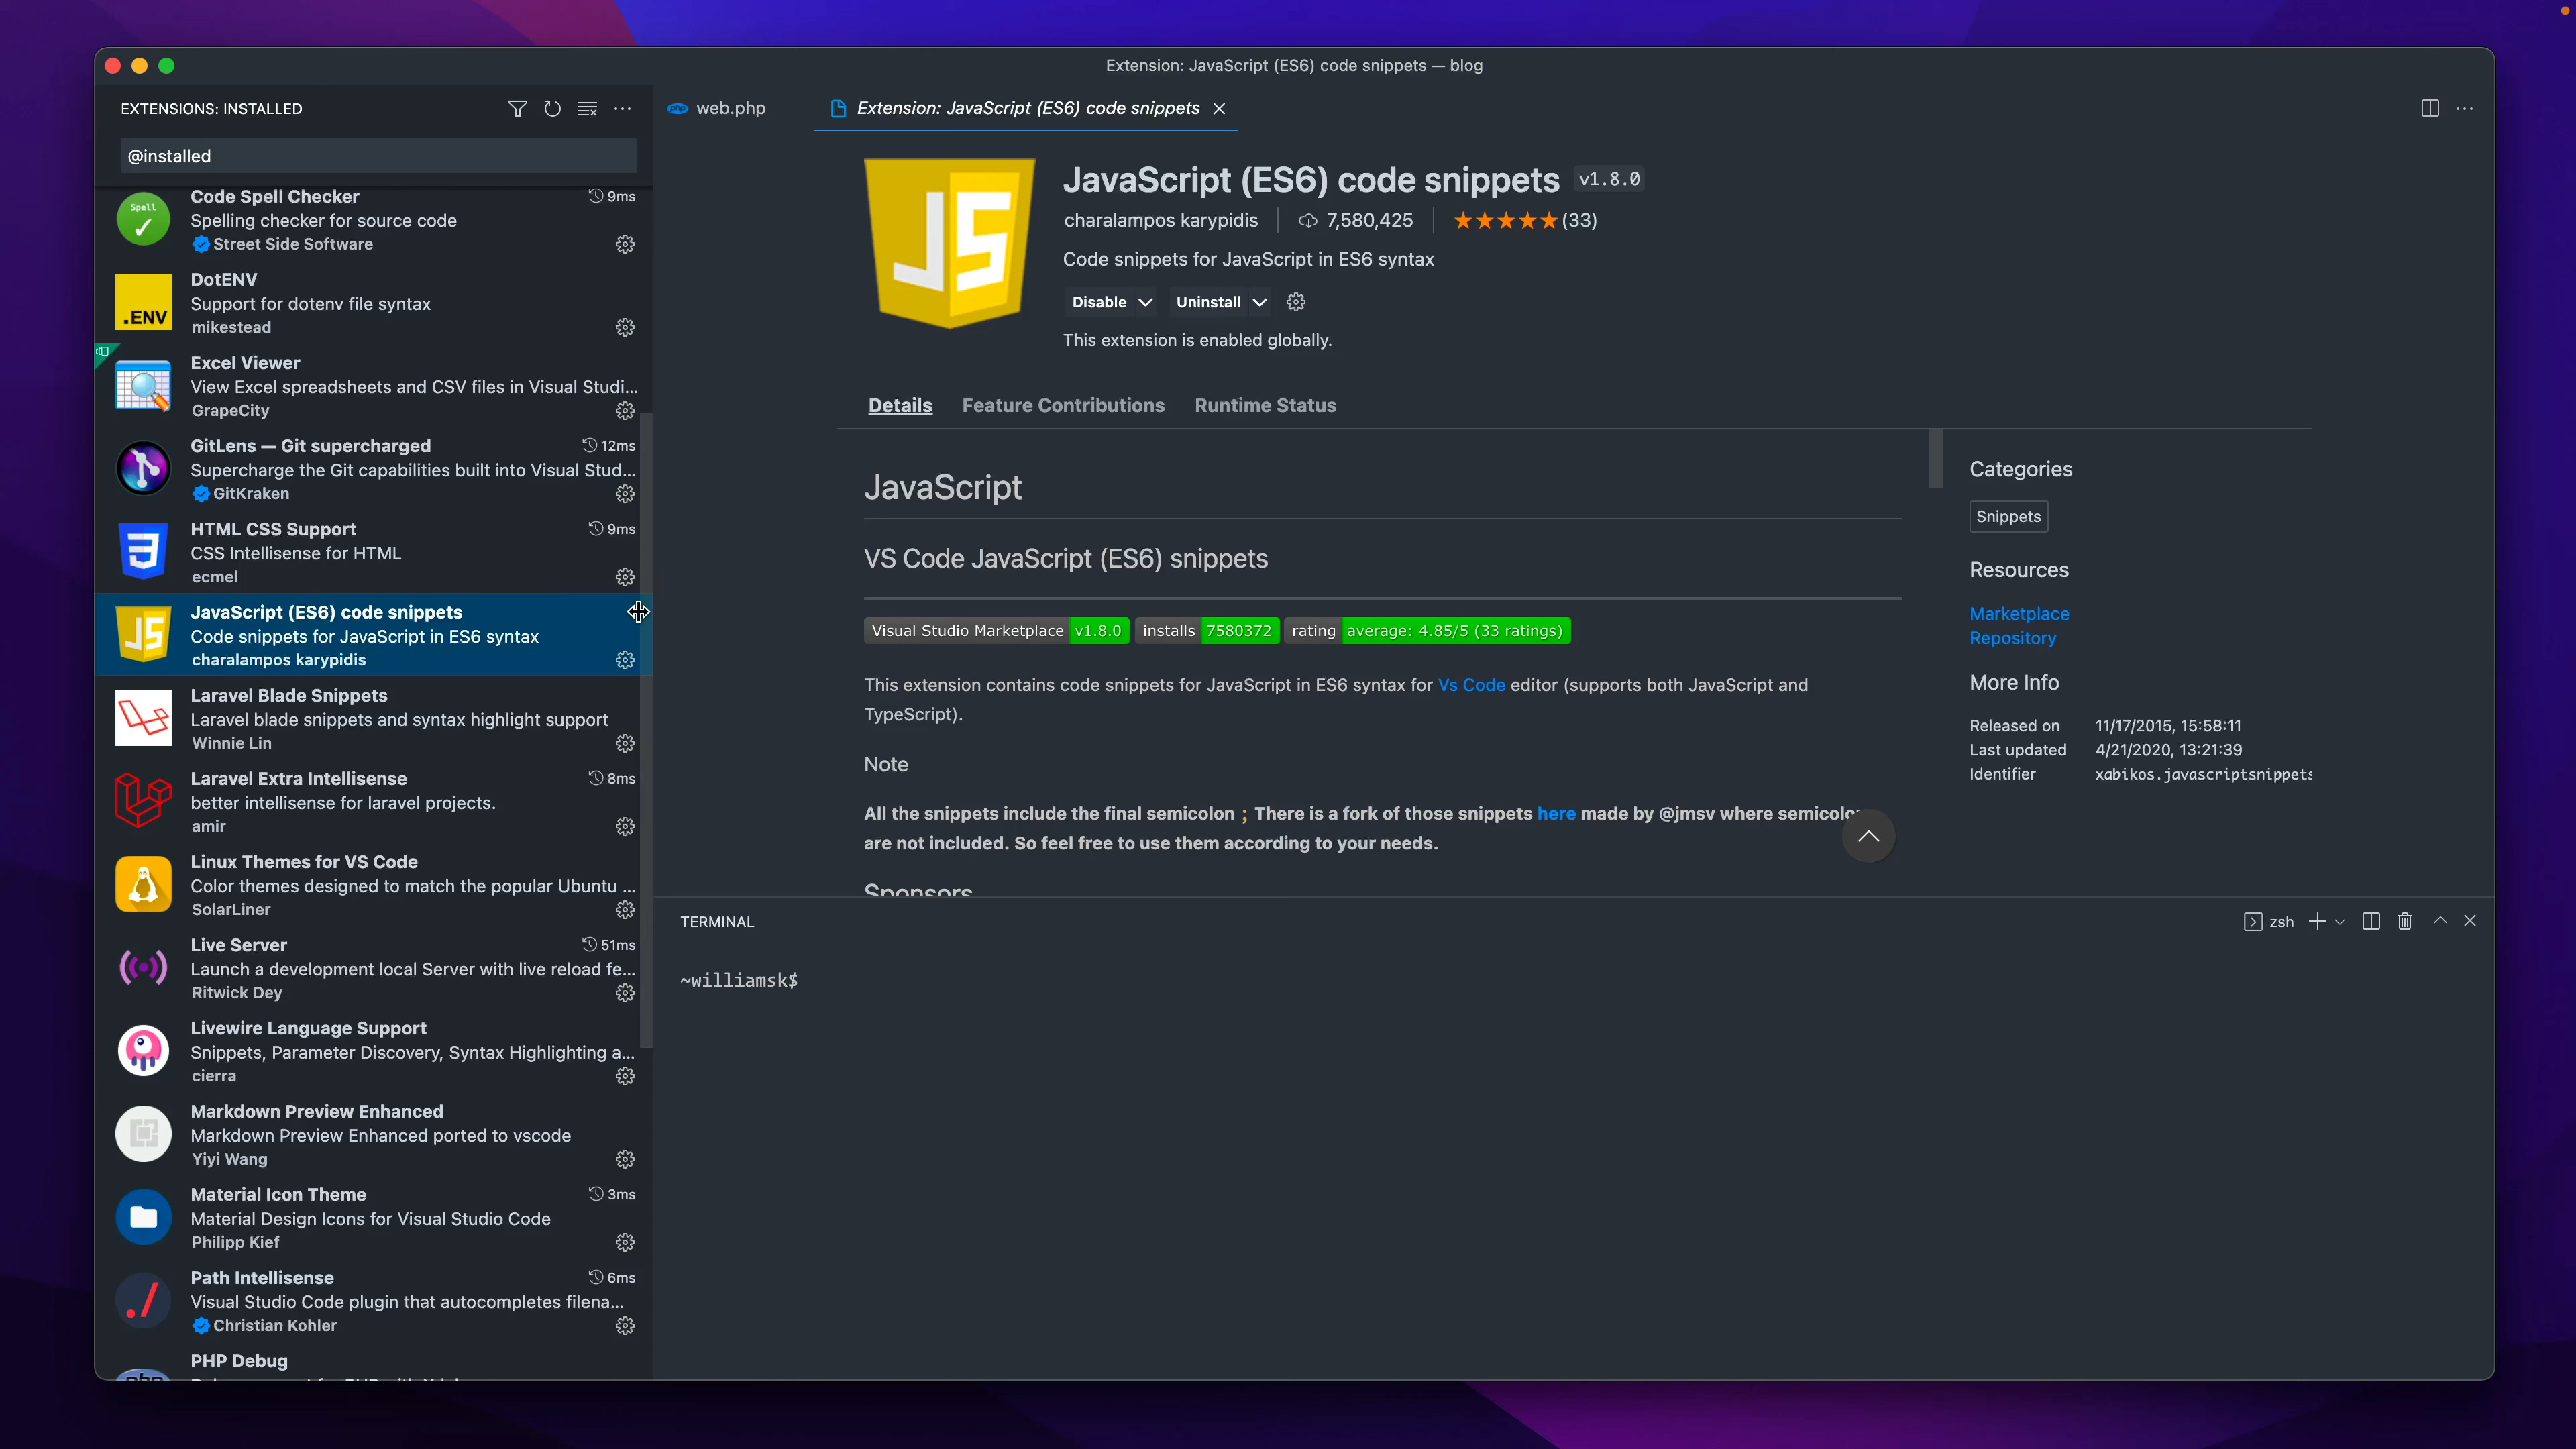 Extension: JavaScript (ES6) code snippets — blog
EXTENSIONS: INSTALLED
@installed
Spell
Code Spell Checker
9ms
Spelling checker for source code
Street Side Software
.ENV
DotENV
Support for dotenv file syntax
mikestead
Excel Viewer
View Excel spreadsheets and CSV files in Visual Studi...
GrapeCity
GitLens — Git supercharged
12ms
Supercharge the Git capabilities built into Visual Stud...
GitKraken
HTML CSS Support
9ms
CSS Intellisense for HTML
ecmel
JS
JavaScript (ES6) code snippets
Code snippets for JavaScript in ES6 syntax
charalampos karypidis
Laravel Blade Snippets
Laravel blade snippets and syntax highlight support
Winnie Lin
Laravel Extra Intellisense
8ms
better intellisense for laravel projects.
amir
Linux Themes for VS Code
Color themes designed to match the popular Ubuntu ...
SolarLiner
Live Server
51ms
Launch a development local Server with live reload fe...
Ritwick Dey
Livewire Language Support
Snippets, Parameter Discovery, Syntax Highlighting a...
cierra
Markdown Preview Enhanced
Markdown Preview Enhanced ported to vscode
Yiyi Wang
Material Icon Theme
3ms
Material Design Icons for Visual Studio Code
Philipp Kief
Path Intellisense
6ms
Visual Studio Code plugin that autocompletes filena...
Christian Kohler
PHP Debug
php
web.php
Extension: JavaScript (ES6) code snippets
JS
JavaScript (ES6) code snippets
v1.8.0
charalampos karypidis
7,580,425
(33)
Code snippets for JavaScript in ES6 syntax
Disable
Uninstall
This extension is enabled globally.
Details
Feature Contributions
Runtime Status
JavaScript
VS Code JavaScript (ES6) snippets
Visual Studio Marketplace v1.8.0
installs 7580372
rating average: 4.85/5 (33 ratings)
This extension contains code snippets for JavaScript in ES6 syntax for Vs Code editor (supports both JavaScript and
TypeScript).
Note
All the snippets include the final semicolon ; There is a fork of those snippets here made by @jmsv where
are not included. So feel free to use them according to your needs.
Sponsors
Categories
Snippets
Resources
Marketplace
Repository
More Info
Released on 11/17/2015, 15:58:11
Last updated 4/21/2020, 13:21:39
Identifier xabikos.javascriptsnippets
TERMINAL
zsh
~williamsk$